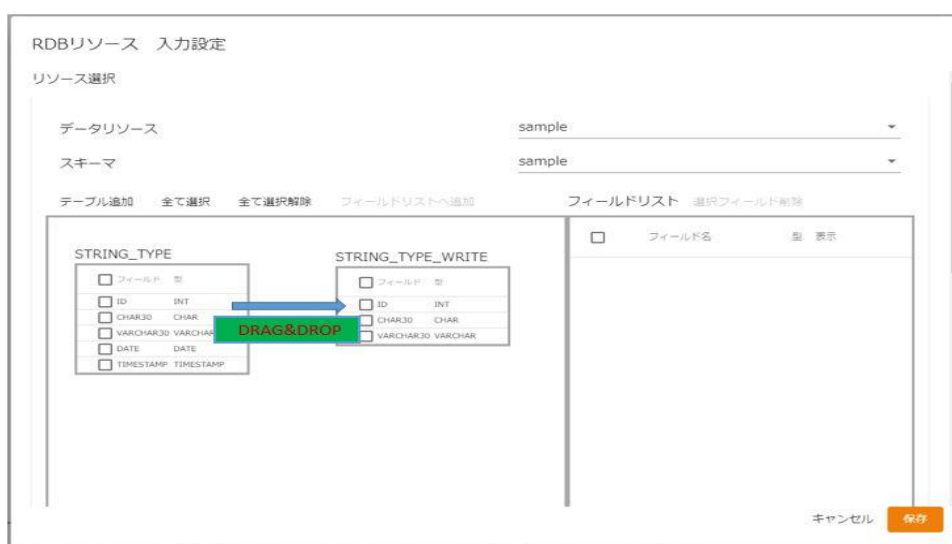 RDBリソース 入力設定
リソース選択
データリソース sample
スキーマ sample
テーブル追加 全て選択 全て選択解除 フィールドリストへ追加 フィールドリスト 選択フィールド削除
フィールド名 型 表示
STRING_TYPE
フィールド 型
ID INT
CHAR30 CHAR
VARCHAR30 VARCHAR
DATE DATE
TIMESTAMP TIMESTAMP
DRAG&DROP
STRING_TYPE_WRITE
フィールド 型
ID INT
CHAR30 CHAR
VARCHAR30 VARCHAR
キャンセル 保存